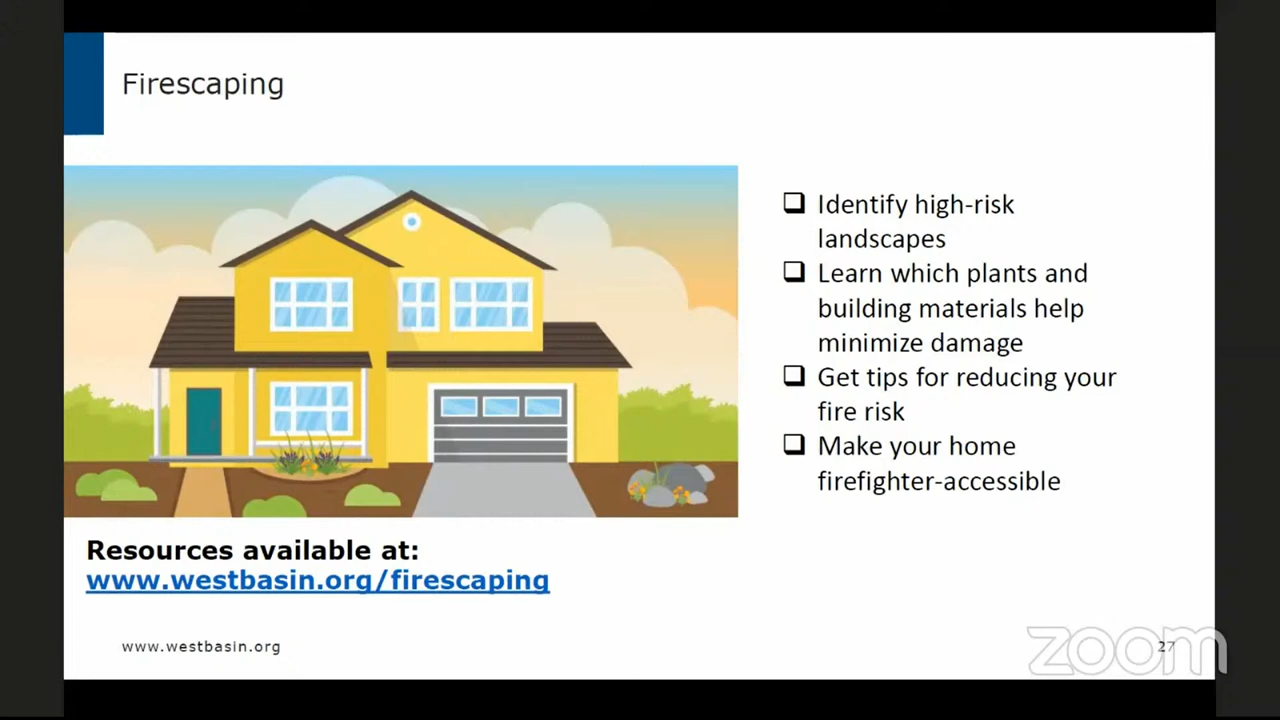 Firescaping
❑ Identify high-risk
landscapes
❑ Learn which plants and
building materials help
minimize damage
❑ Get tips for reducing your
fire risk
❑ Make your home
firefighter-accessible
Resources available at:
www.westbasin.org/firescaping
www.westbasin.org
27
zoom